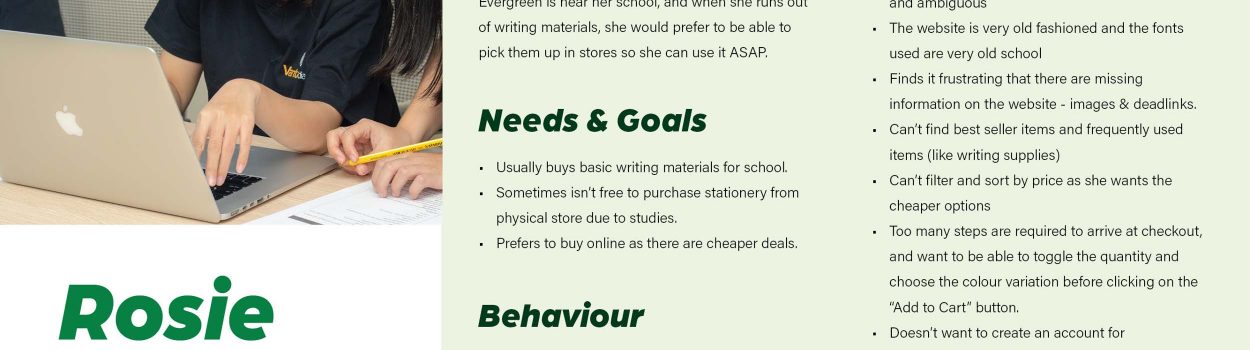 Rosie
Evergreen is near her school, and when she runs out
of writing materials, she would prefer to be able to
pick them up in stores so she can use it ASAP.
Needs & Goals
• Usually buys basic writing materials for school.
• Sometimes isn't free to purchase stationery from
physical store due to studies.
• Prefers to buy online as there are cheaper deals.
Behaviour
and ambiguous
• The website is very old fashioned and the fonts
used are very old school
• Finds it frustrating that there are missing
information on the website - images & deadlinks.
• Can't find best seller items and frequently used
items (like writing supplies)
• Can't filter and sort by price as she wants the
cheaper options
• Too many steps are required to arrive at checkout,
and want to be able to toggle the quantity and
choose the colour variation before clicking on the
“Add to Cart” button.
• Doesn't want to create an account for